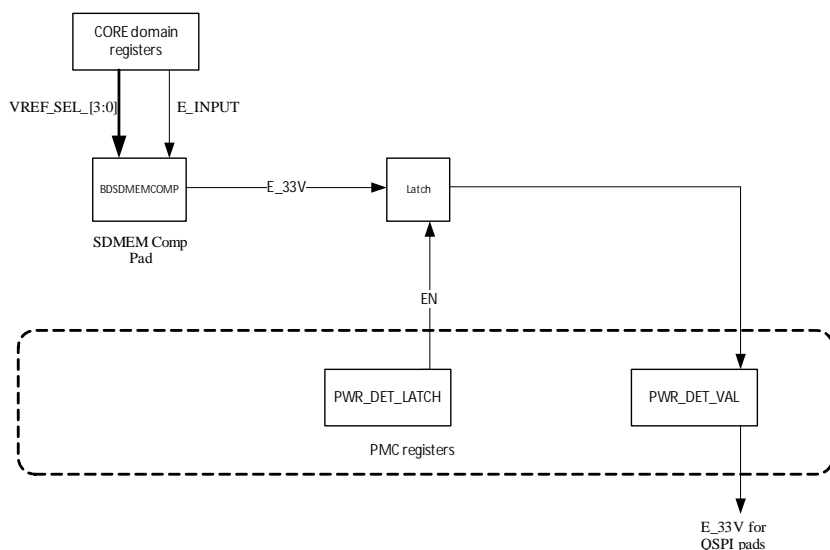 CORE domain
registers
VREF_SEL_[3:0]
E_INPUT
BDSDMEMCOMP
E_33V
Latch
SDMEM Comp
Pad
EN
PWR_DET_LATCH
PWR_DET_VAL
PMC registers
E_33V for
QSPI pads